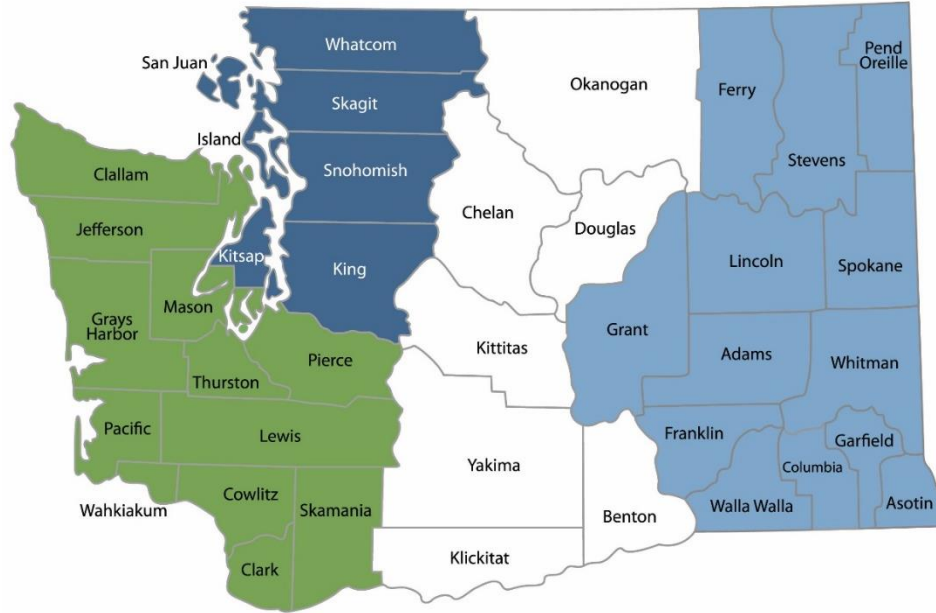 Whatcom
San Juan
Skagit
Island
Snohomish
Okanogan
Ferry
Pend
Oreille
Stevens
Clallam
Jefferson
Kitsap
King
Chelan
Douglas
Lincoln
Spokane
Mason
Grays
Harbor
Pierce
Kittitas
Grant
Adams
Whitman
Thurston
Pacific
Lewis
Yakima
Franklin
Garfield
Columbia
Wahkiakum
Cowlitz
Skamania
Benton
Walla Walla
Asotin
Klickitat
Clark